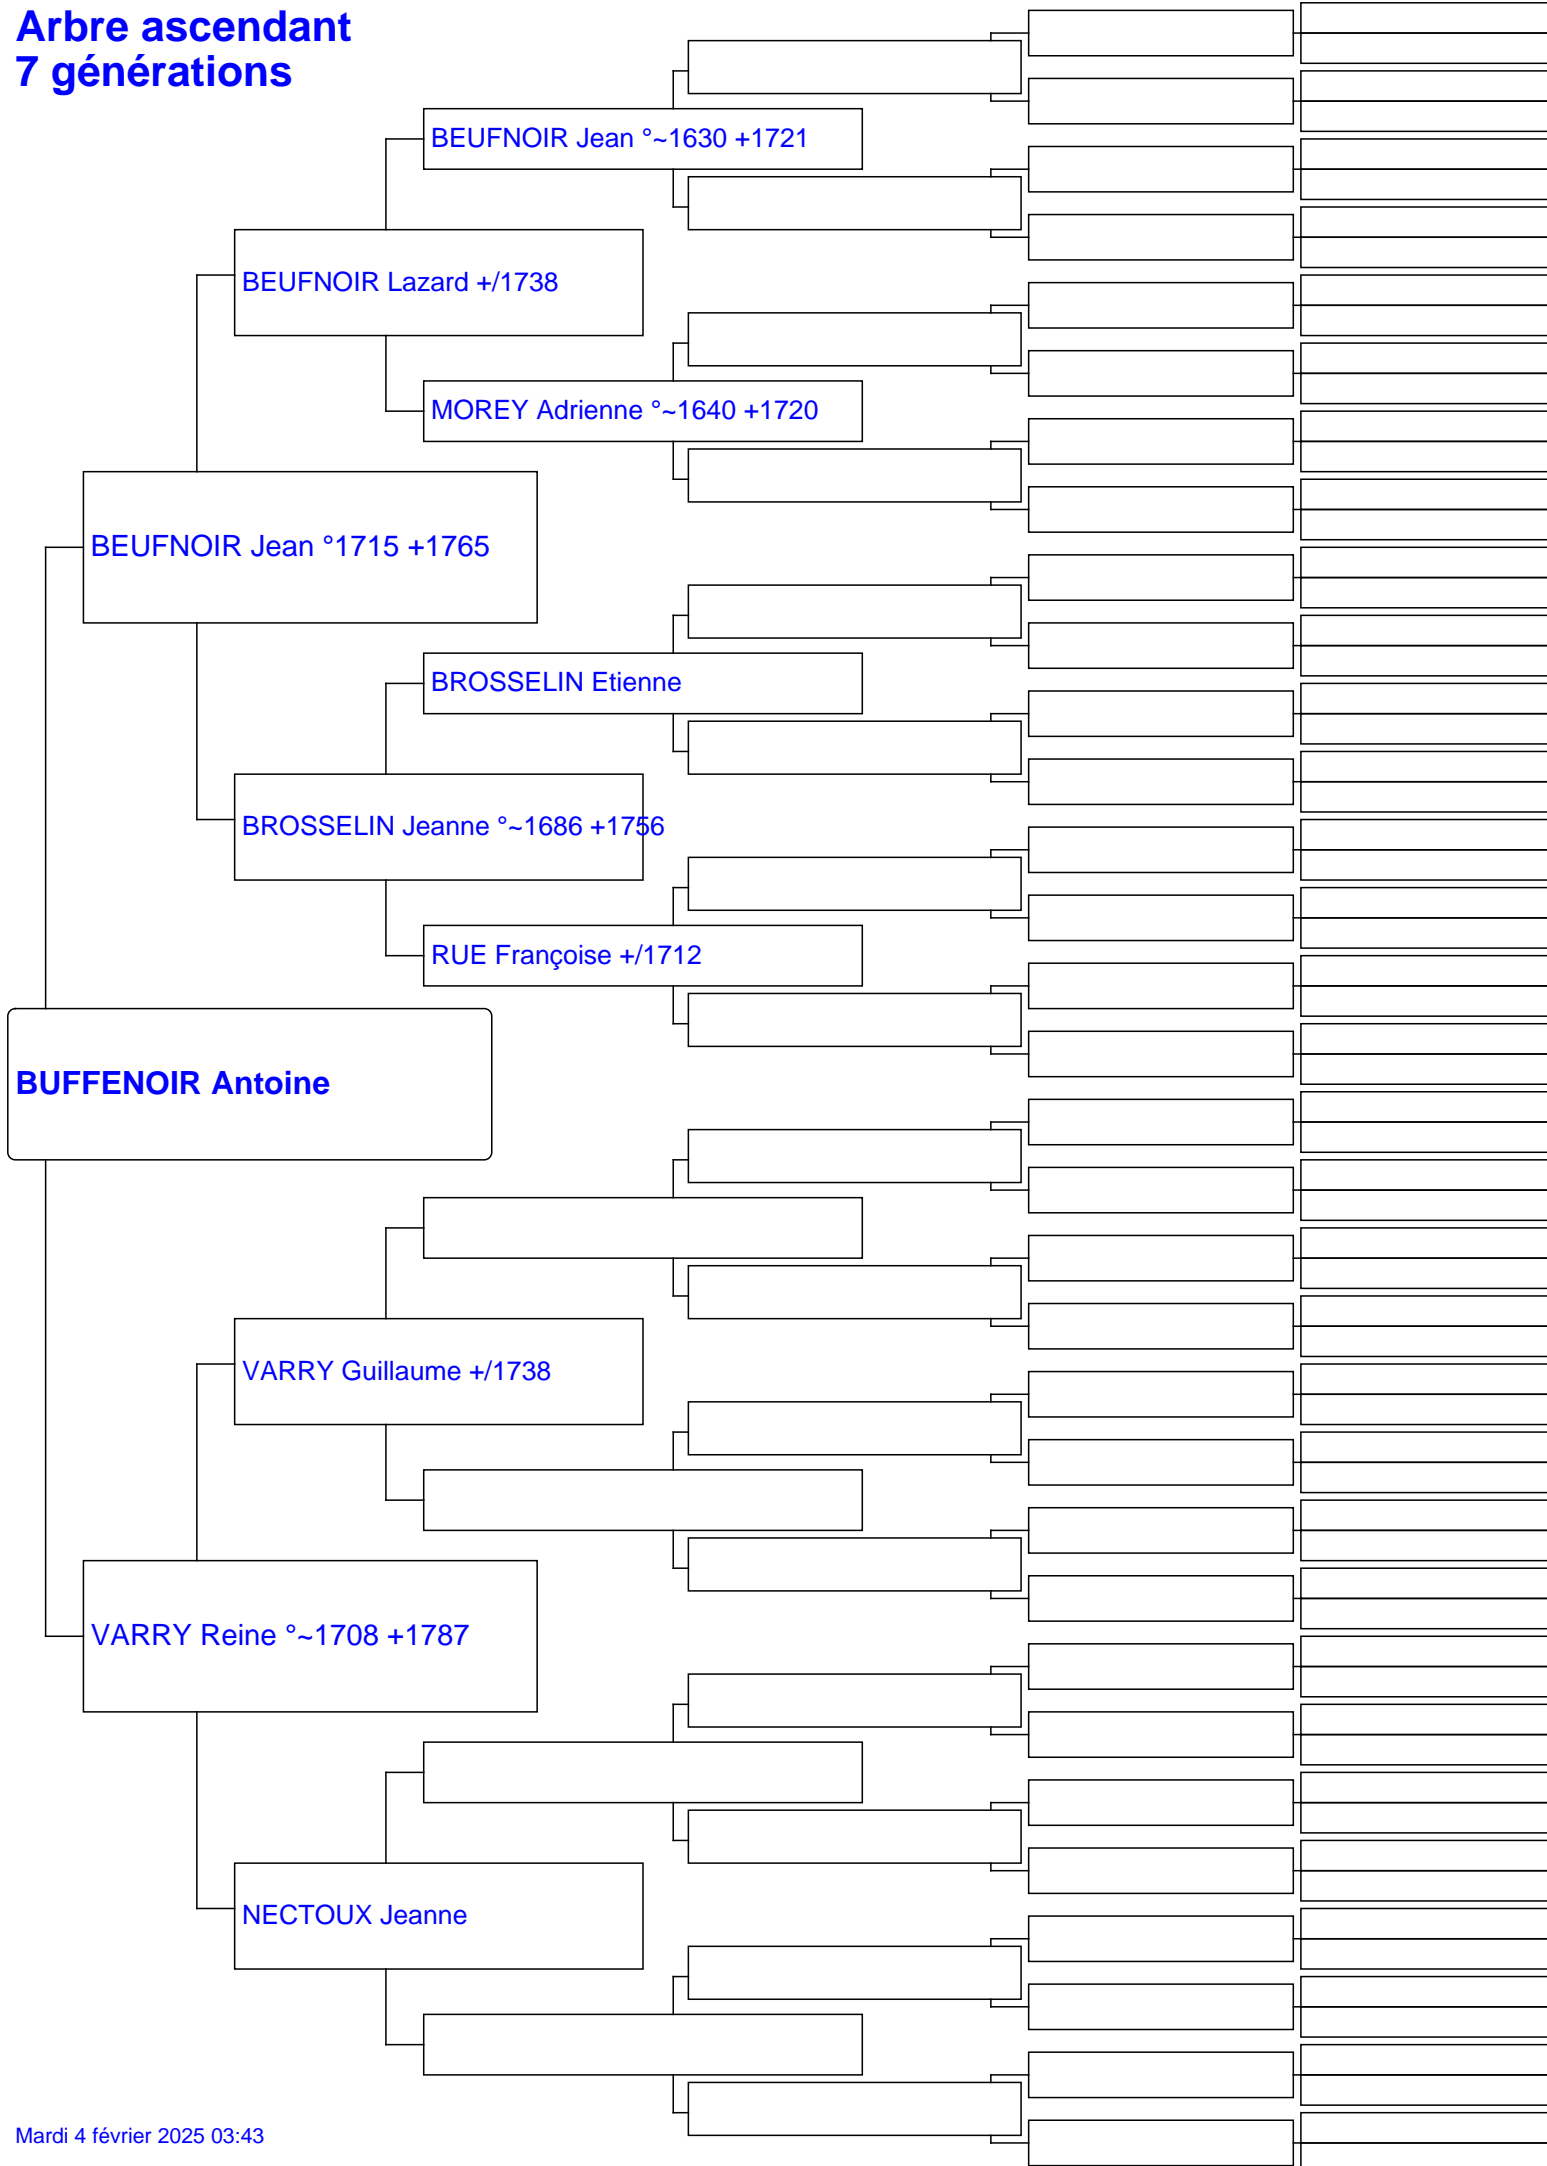 Arbre ascendant
7 générations
BEUFNOIR Jean °~1630 +1721
BEUFNOIR Lazard +/1738
MOREY Adrienne °~1640 +1720
BEUFNOIR Jean °1715 +1765
BROSSELIN Etienne
BROSSELIN Jeanne °~1686 +1756
RUE Françoise +/1712
BUFFENOIR Antoine
VARRY Guillaume +/1738
VARRY Reine °~1708 +1787
NECTOUX Jeanne
Mardi 4 février 2025 03:43